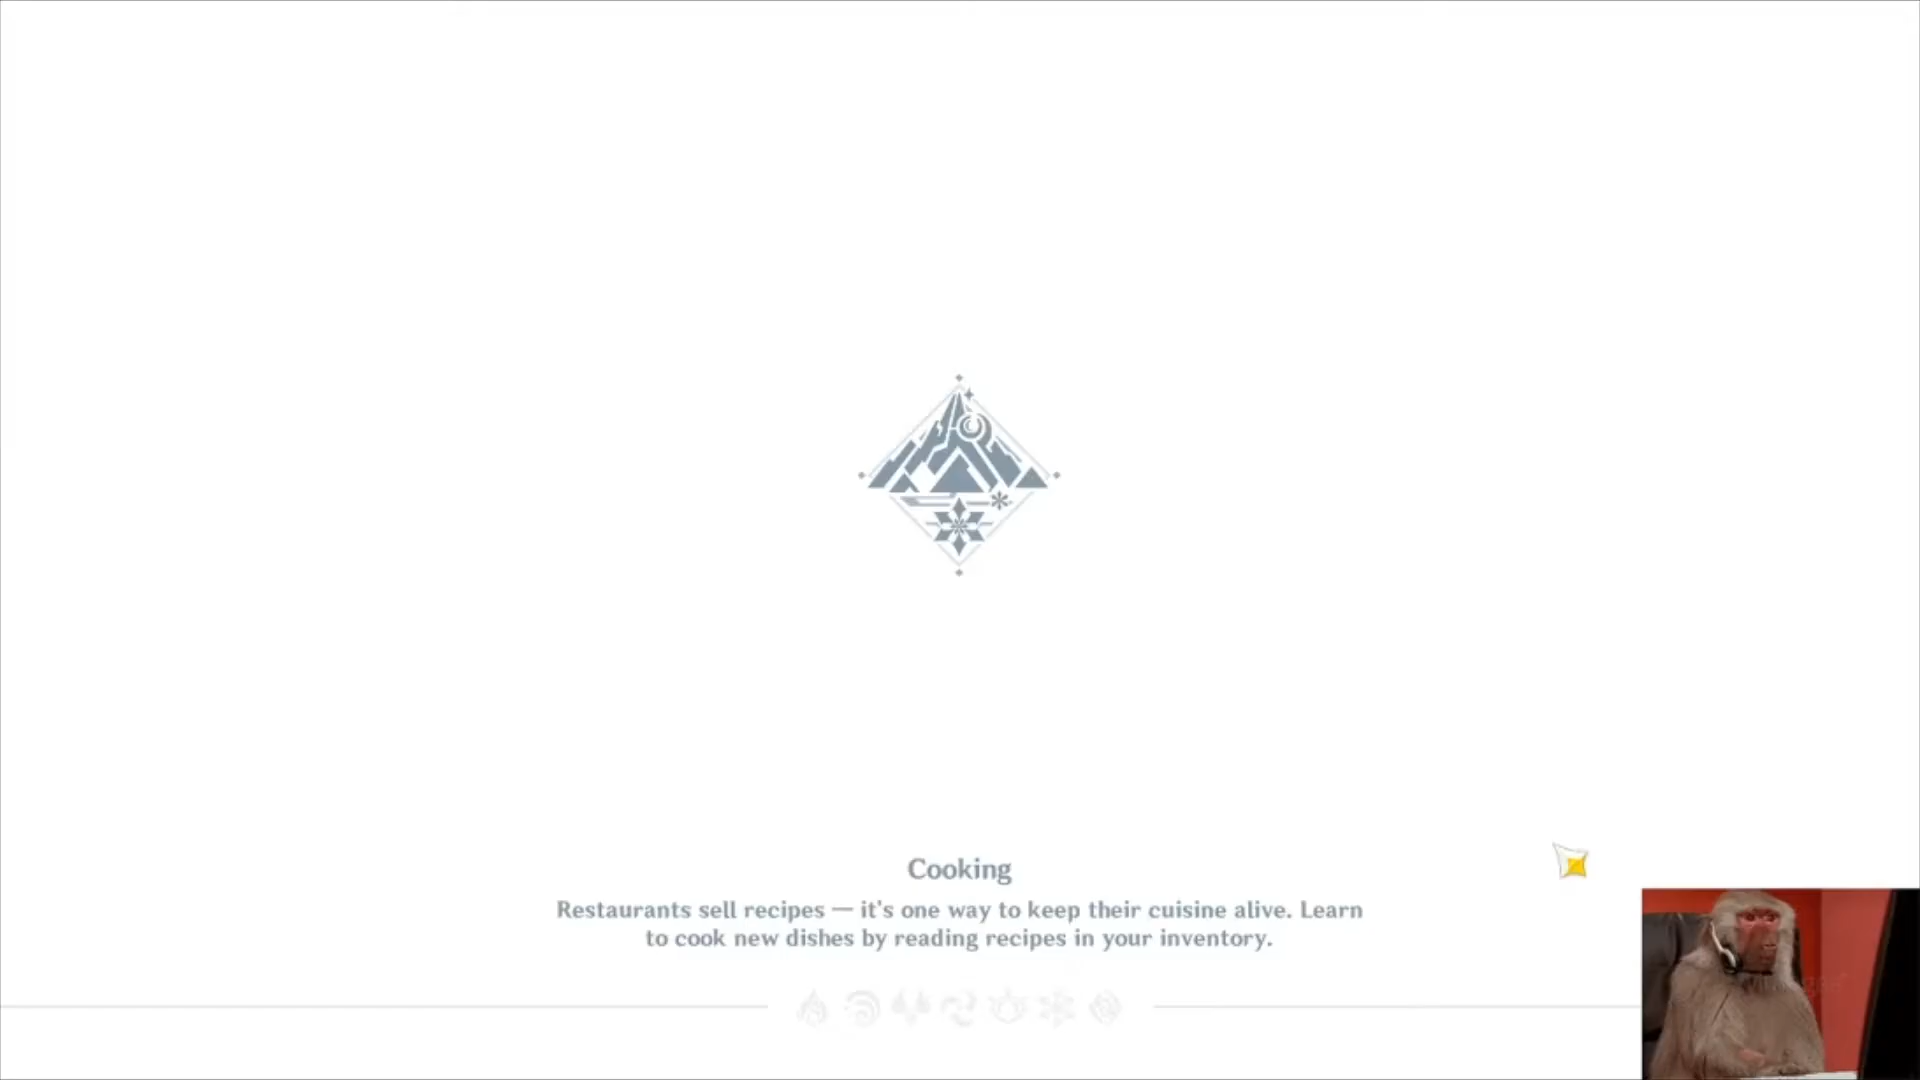 Cooking
Restaurants sell recipes — it's one way to keep their cuisine alive. Learn
to cook new dishes by reading recipes in your inventory.